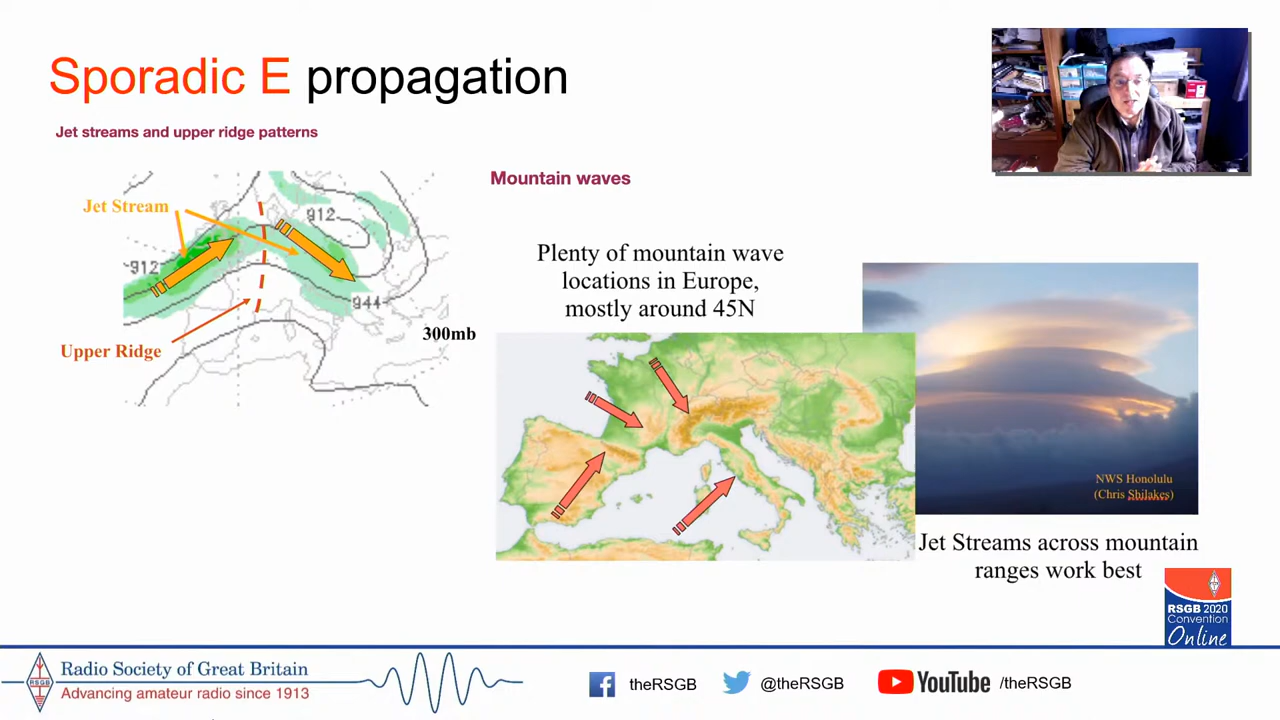 Sporadic E propagation
Jet streams and upper ridge patterns
Jet Stream
912
912
944
Upper Ridge
300mb
Mountain waves
Plenty of mountain wave
locations in Europe,
mostly around 45N
NWS Honolulu
(Chris Shilakes)
Jet Streams across mountain
ranges work best
RSGB 2020
Convention
Online
Radio Society of Great Britain
Advancing amateur radio since 1913
theRSGB
@theRSGB
YouTube /theRSGB